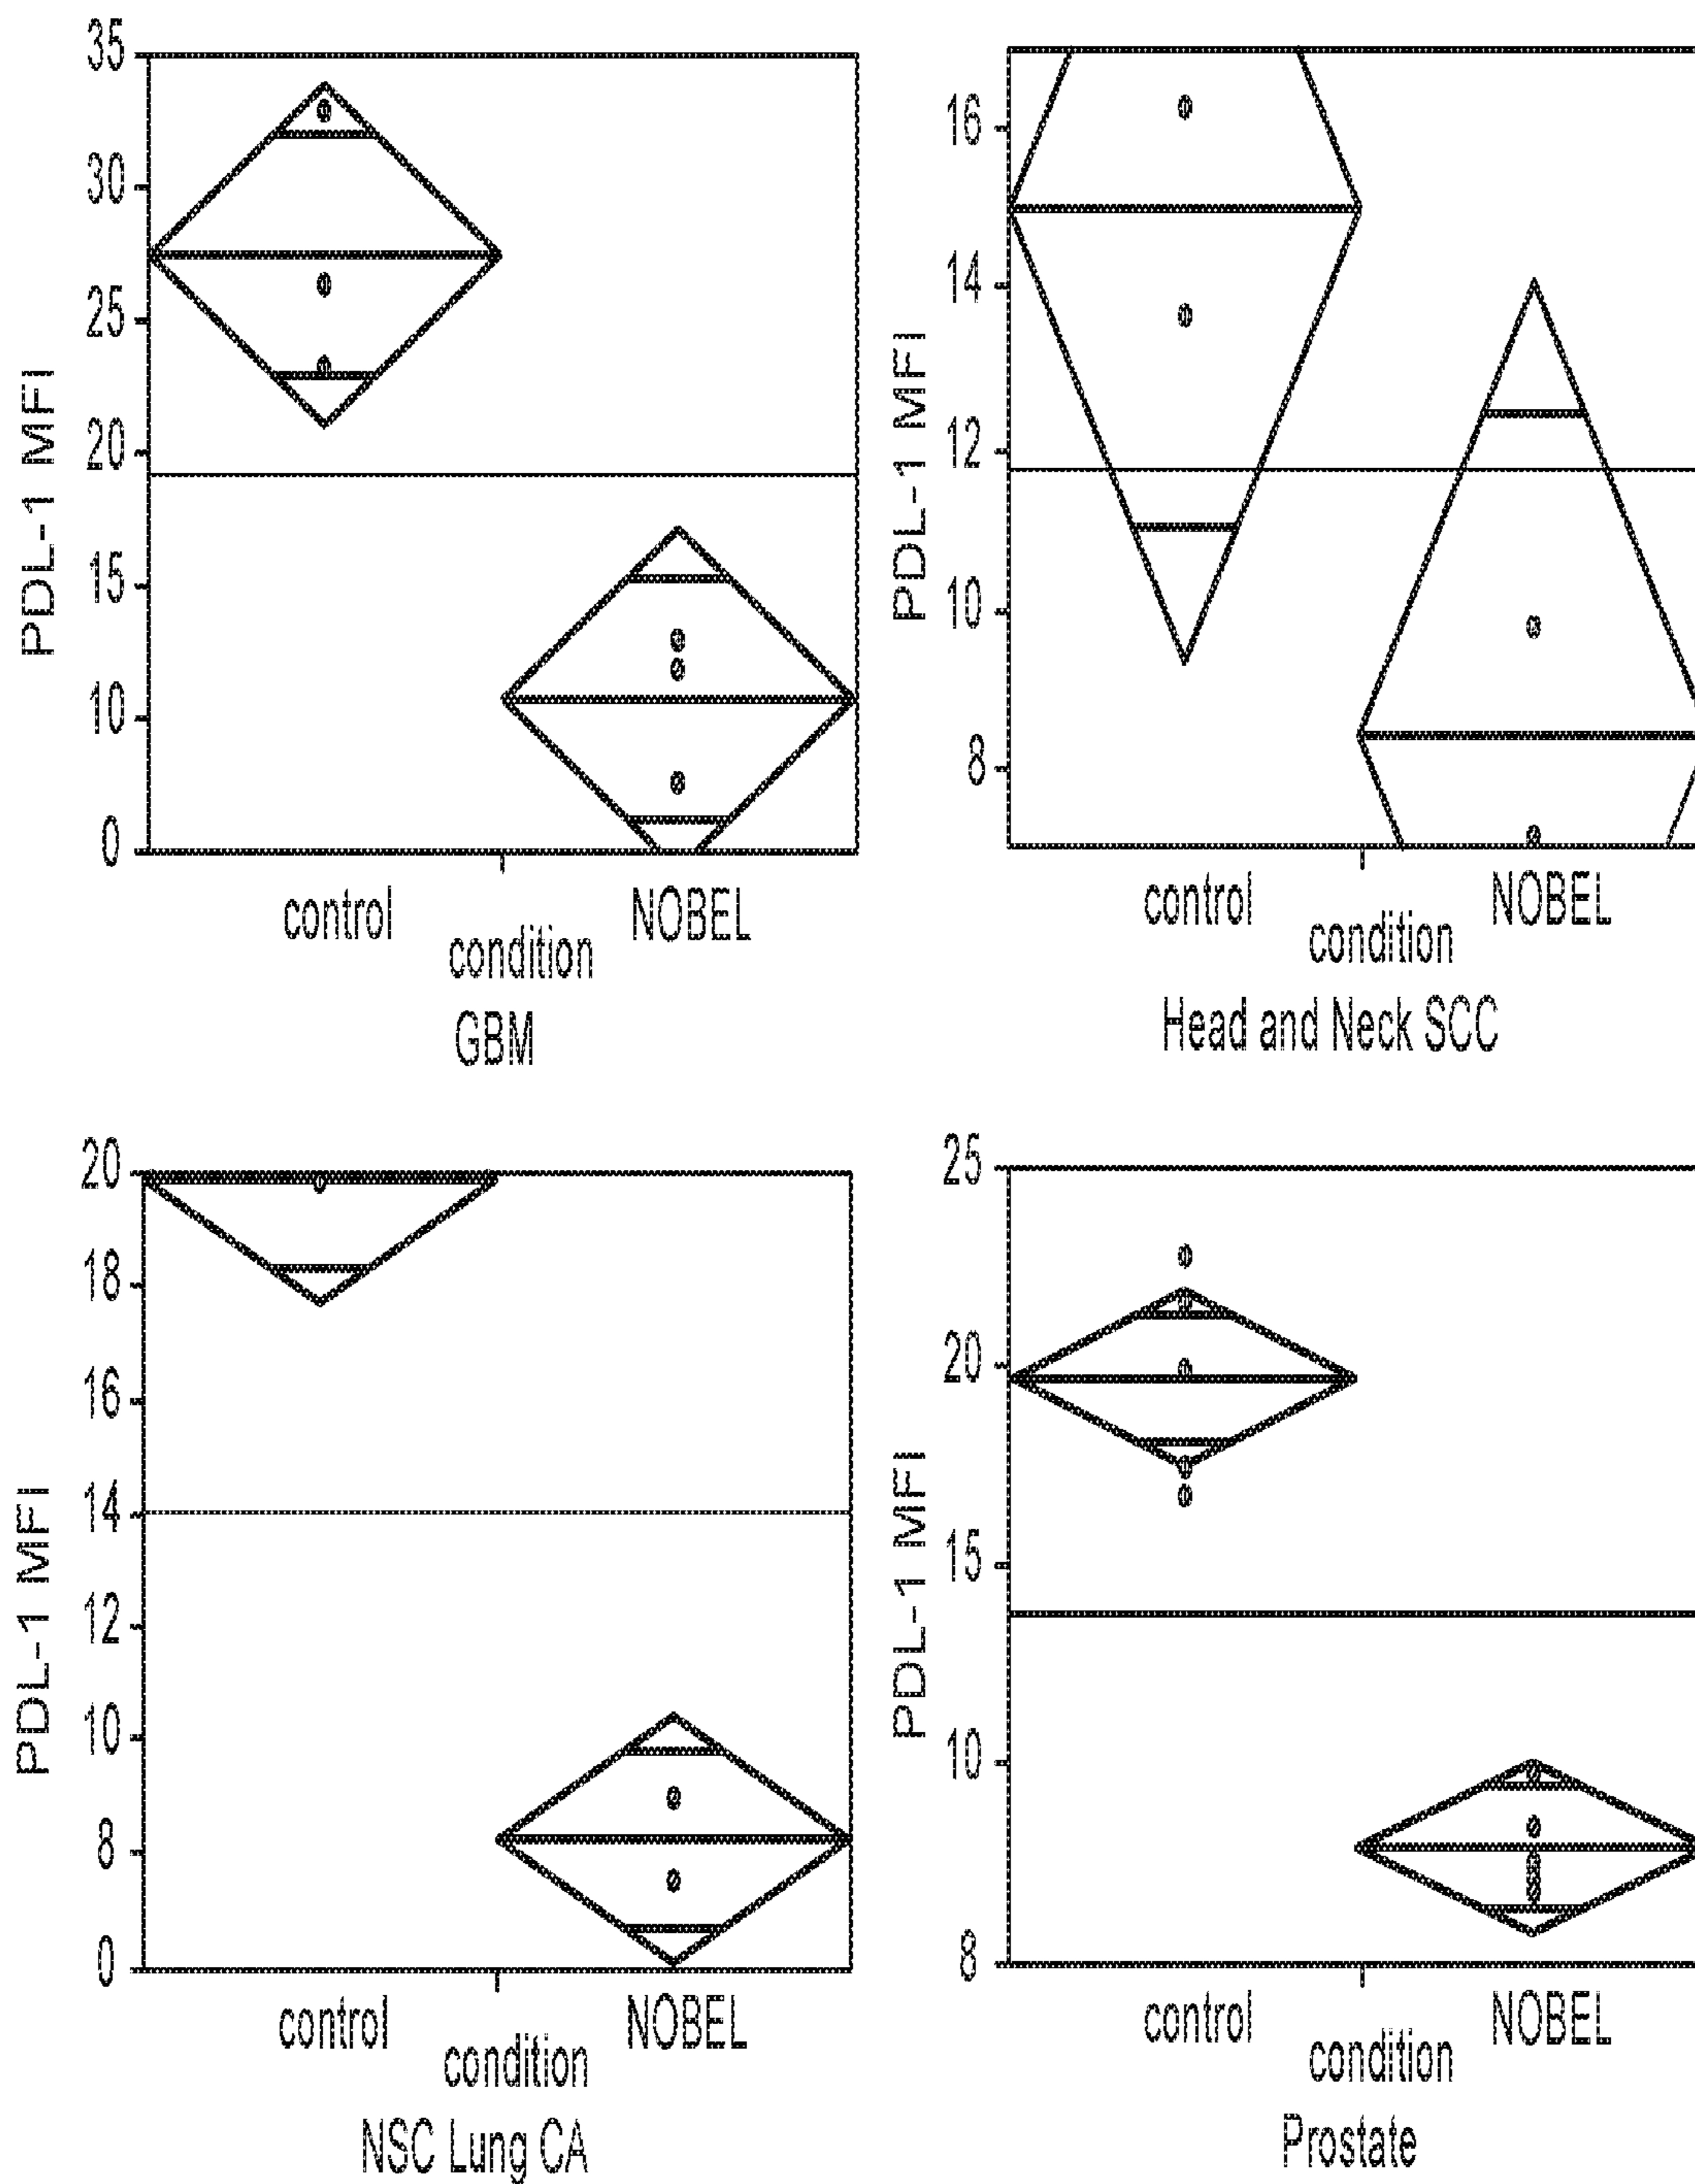 35
30
25
20
15
10
0
PDL-1 MFI
control
NOBEL
condition
GBM
16
14
12
10
8
PDL-1 MFI
control
NOBEL
condition
Head and Neck SCC
20
18
16
14
12
10
8
0
PDL-1 MFI
control
NOBEL
condition
NSC Lung CA
25
20
15
10
8
PDL-1 MFI
control
NOBEL
condition
Prostate